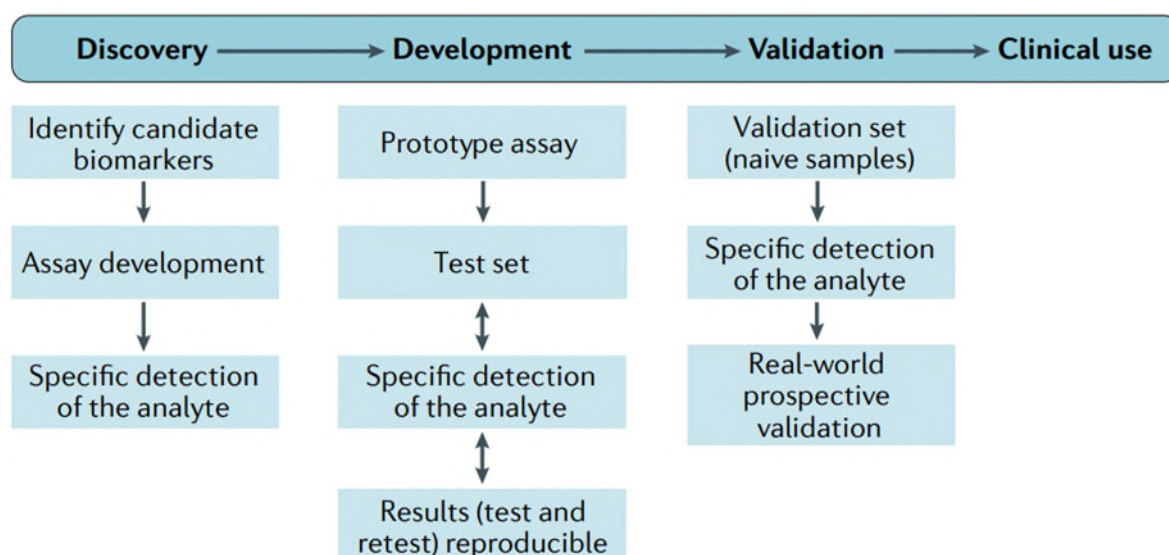 Discovery
Development
Validation
Clinical use
Identify candidate
biomarkers
Assay development
Specific detection
of the analyte
Prototype assay
Test set
Specific detection
of the analyte
Results (test and
retest) reproducible
Validation set
(naive samples)
Specific detection
of the analyte
Real-world
prospective
validation